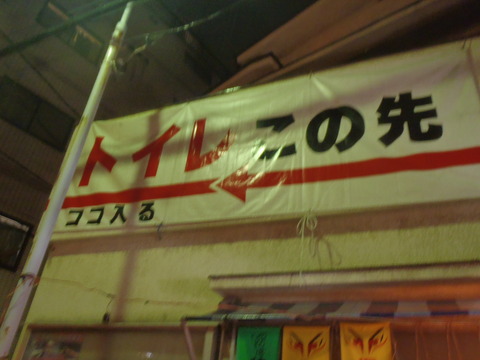 トイレ この先
ココ入る